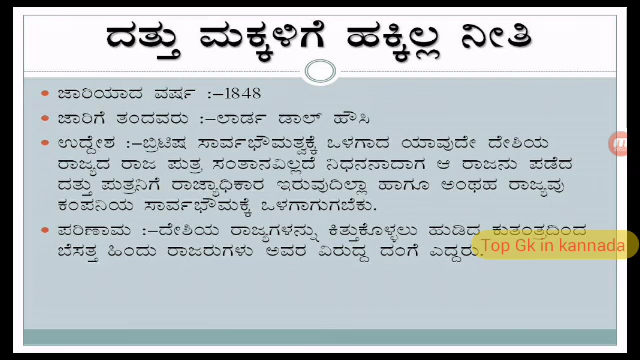 ದತ್ತು ಮಕ್ಕಳಿಗೆ ಹಕ್ಕಿಲ್ಲ ನೀತಿ
ಜಾರಿಯಾದ ವರ್ಷ :-1848
ಜಾರಿಗೆ ತಂದವರು :-ಲಾರ್ಡ ಡಾಲ್ ಹೌಸಿ
ಉದ್ದೇಶ :-ಬ್ರಿಟಿಷ ಸಾರ್ವಭೌಮತ್ವಕ್ಕೆ ಒಳಗಾದ ಯಾವುದೇ ದೇಶಿಯ
ರಾಜ್ಯದ ರಾಜ ಪುತ್ರ ಸಂತಾನವಿಲ್ಲದೆ ನಿಧನನಾದಾಗ ಆ ರಾಜನು ಪಡೆದ
ದತ್ತು ಪುತ್ರನಿಗೆ ರಾಜ್ಯಾಧಿಕಾರ ಇರುವುದಿಲ್ಲಾ ಹಾಗೂ ಅಂಥಹ ರಾಜ್ಯವು
ಕಂಪನಿಯ ಸಾರ್ವಭೌಮಕ್ಕೆ ಒಳಗಾಗುಗಬೆಕು.
ಪರಿಣಾಮ :-ದೇಶಿಯ ರಾಜ್ಯಗಳನ್ನು ಕಿತ್ತುಕೊಳ್ಳಲು ಹುಡಿದ ಕುತಂತ್ರದಿಂದ
ಬೆಸತ್ತ ಹಿಂದು ರಾಜರುಗಳು ಅವರ ವಿರುದ್ದ ದಂಗೆ ಎದ್ದರು.
Top Gk in kannada